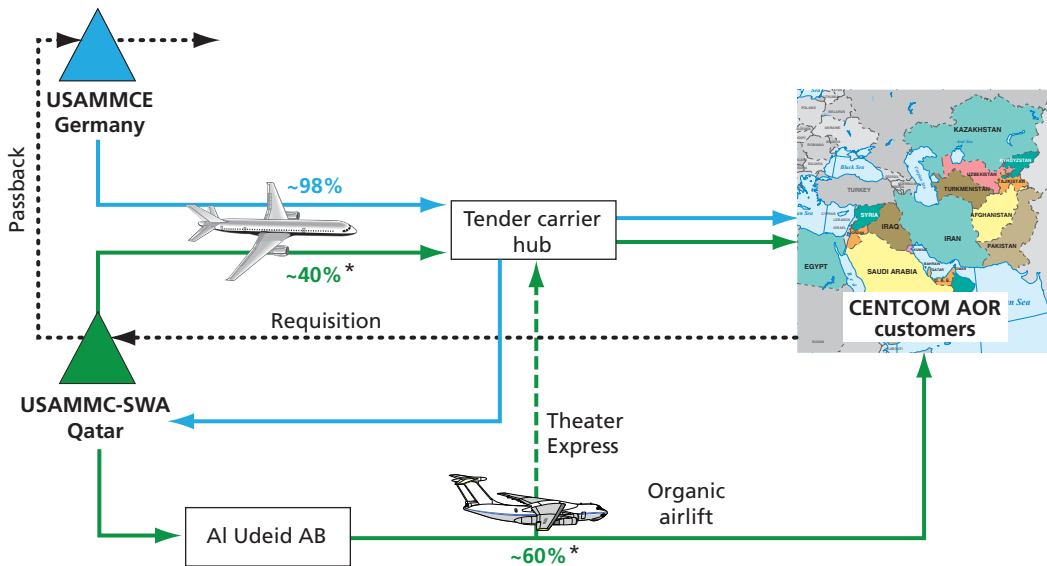 Passback
USAMMCE
Germany
~98%
Tender carrier
hub
~40%*
Requisition
USAMMC-SWA
Qatar
Theater
Express
Organic
airlift
Al Udeid AB
~60%*
KAZAKHSTAN
Black Sea
KYRGYZSTAN
UZBEKISTAN
TAJIKISTAN
TURKEY
TURKMENISTAN
SYRIA
AFGHANISTAN
IRAQ
IRAN
PAKISTAN
EGYPT
SAUDI ARABIA
BAHRAIN
QATAR
CENTCOM AOR
customers